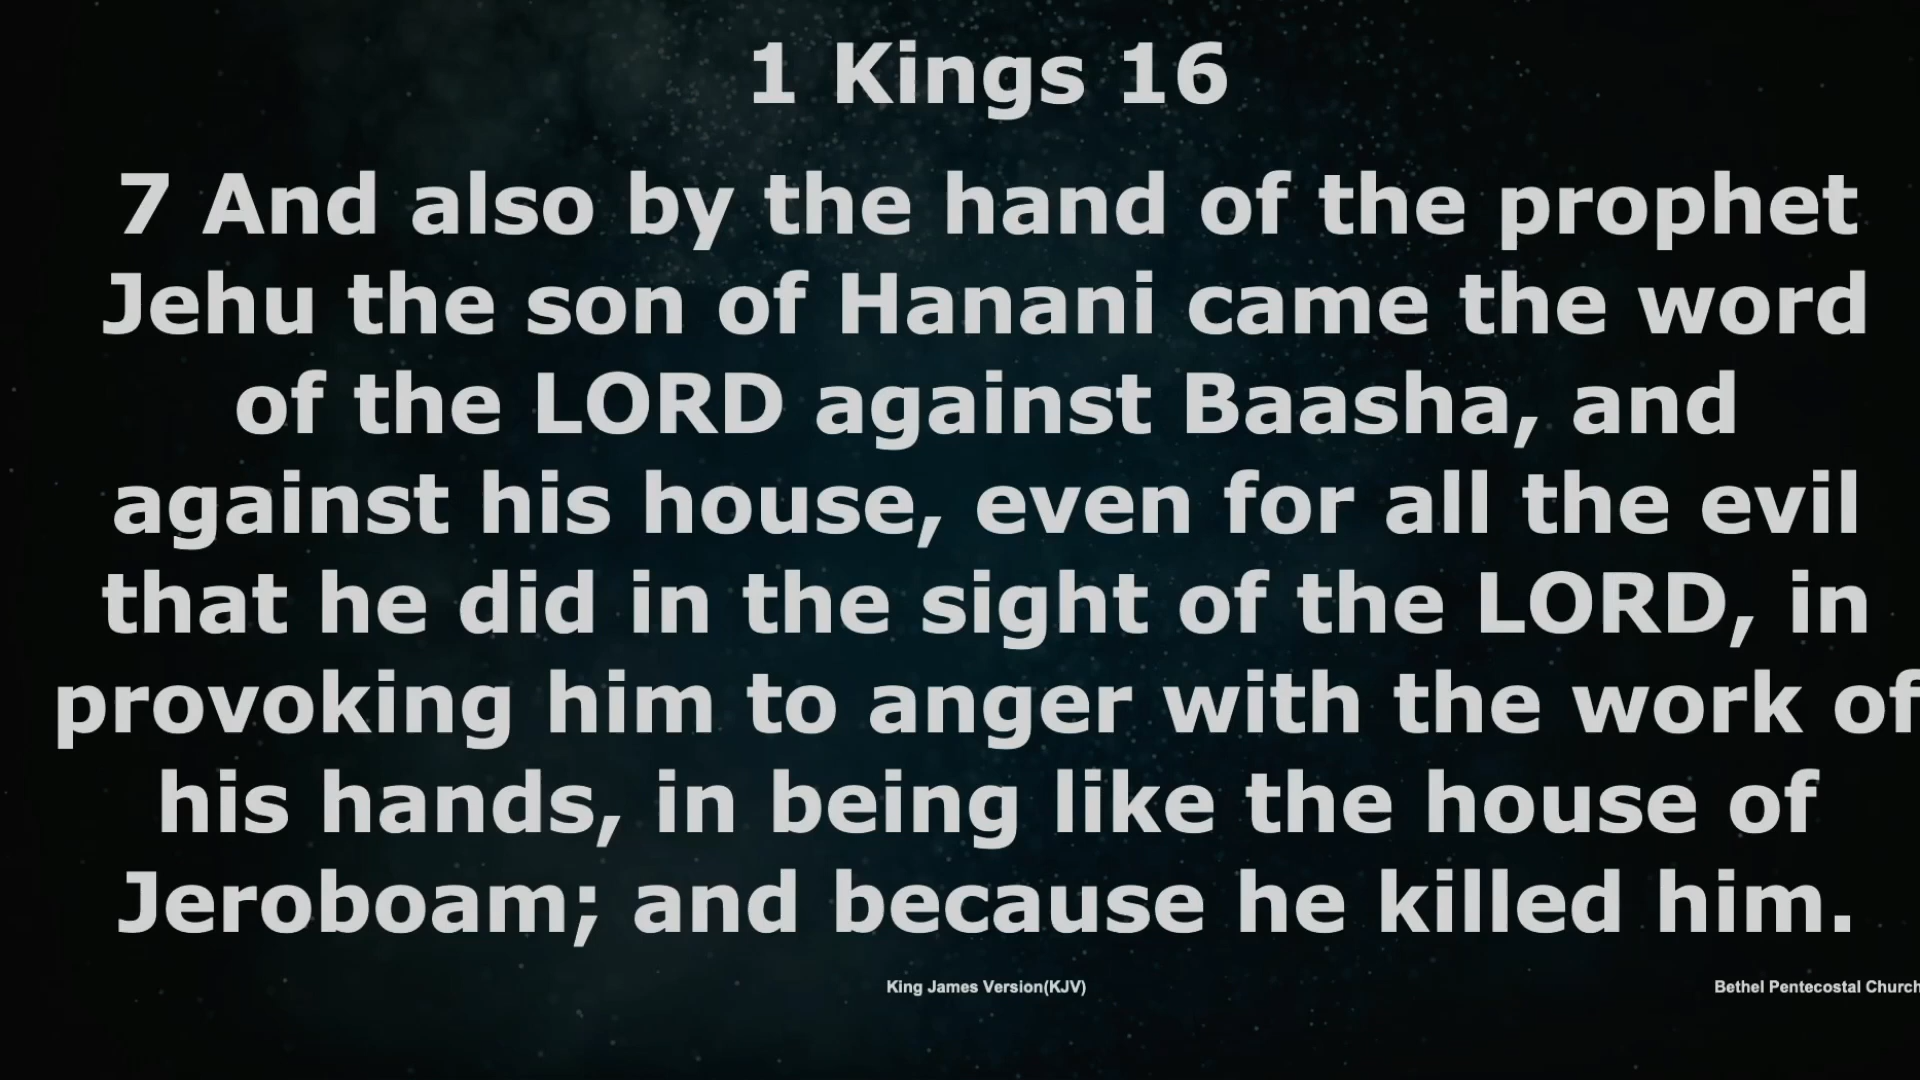 1 Kings 16
7 And also by the hand of the prophet
Jehu the son of Hanani came the word
of the LORD against Baasha, and
against his house, even for all the evil
that he did in the sight of the LORD, in
provoking him to anger with the work of
his hands, in being like the house of
Jeroboam; and because he killed him.
King James Version(KJV)
Bethel Pentecostal Church